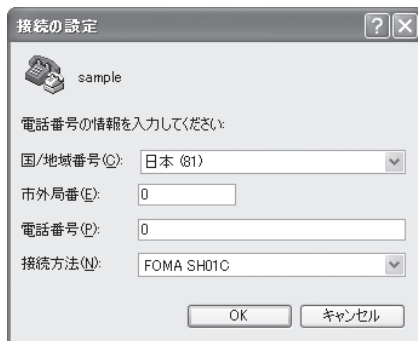 接続の設定
sample
電話番号の情報を入力してください:
国/地域番号(C): 日本 (81)
市外局番(E): 0
電話番号(P): 0
接続方法(N): FOMA SH01C
OK キャンセル